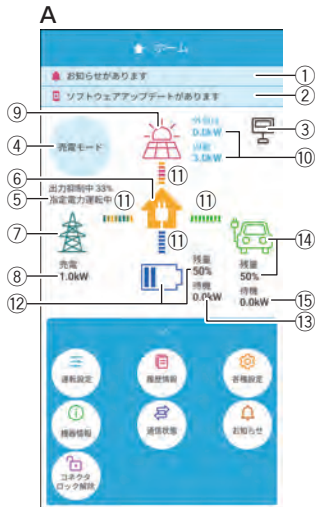 A
ホーム
お知らせがあります ①
ソフトウェアアップデートがあります ②
⑨
0.0kW
③
④ 売電モード
3.0kW
⑩
⑥
⑪
出力抑制中 33%
⑤ 指定電力運転中 ⑪ ⑪
⑦
⑪
⑭
売電
⑧ 1.0kW
残量
50%
待機
0.0kW
残量
50%
待機
0.0kW
⑮
⑫
⑬
運転設定
履歴情報
各種設定
機器情報
通信状態
お知らせ
コネクタ
ロック解除